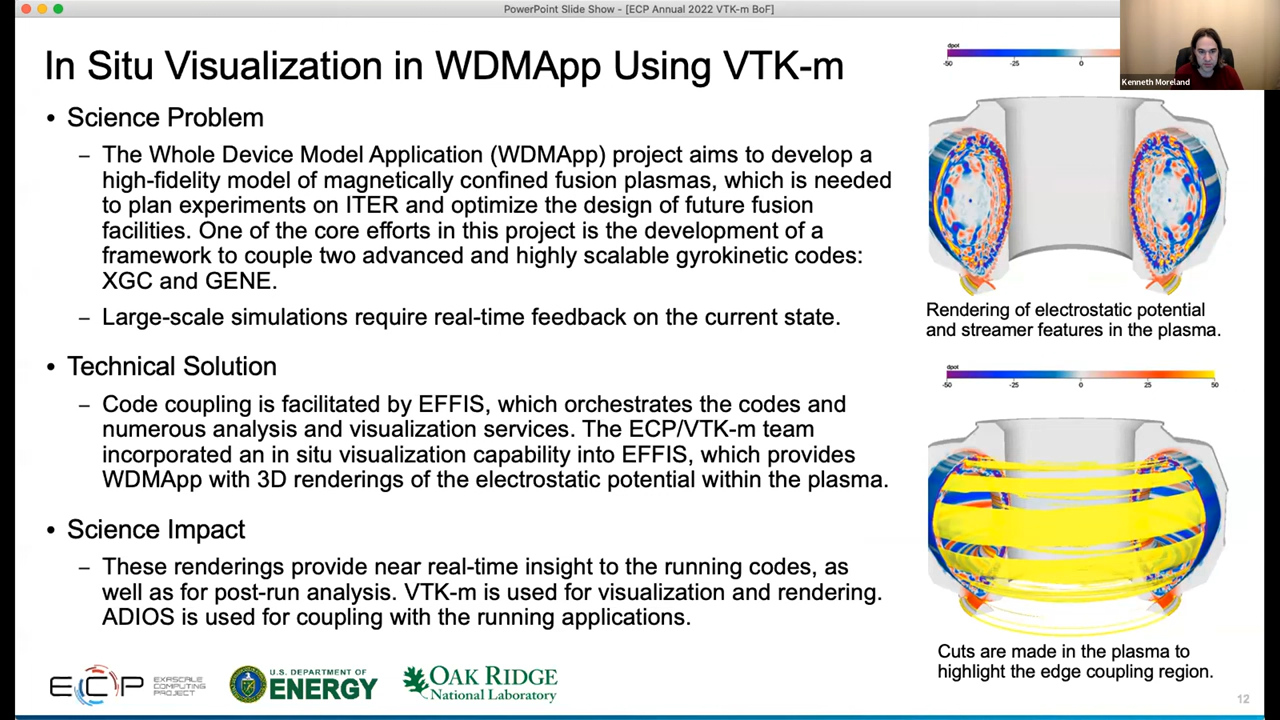 PowerPoint Slide Show - [ECP Annual 2022 VTK-m BoF]
In Situ Visualization in WDMApp Using VTK-m
• Science Problem
– The Whole Device Model Application (WDMApp) project aims to develop a
high-fidelity model of magnetically confined fusion plasmas, which is needed
to plan experiments on ITER and optimize the design of future fusion
facilities. One of the core efforts in this project is the development of a
framework to couple two advanced and highly scalable gyrokinetic codes:
XGC and GENE.
– Large-scale simulations require real-time feedback on the current state.
• Technical Solution
– Code coupling is facilitated by EFFIS, which orchestrates the codes and
numerous analysis and visualization services. The ECP/VTK-m team
incorporated an in situ visualization capability into EFFIS, which provides
WDMApp with 3D renderings of the electrostatic potential within the plasma.
• Science Impact
– These renderings provide near real-time insight to the running codes, as
well as for post-run analysis. VTK-m is used for visualization and rendering.
ADIOS is used for coupling with the running applications.
dpot
-50 -25 0
Kenneth Moreland
Rendering of electrostatic potential
and streamer features in the plasma.
dpot
-50 -25 0 25 50
Cuts are made in the plasma to
highlight the edge coupling region.
ECP
EXASCALE
COMPUTING
PROJECT
U.S. DEPARTMENT OF
ENERGY
OAK RIDGE
National Laboratory
12